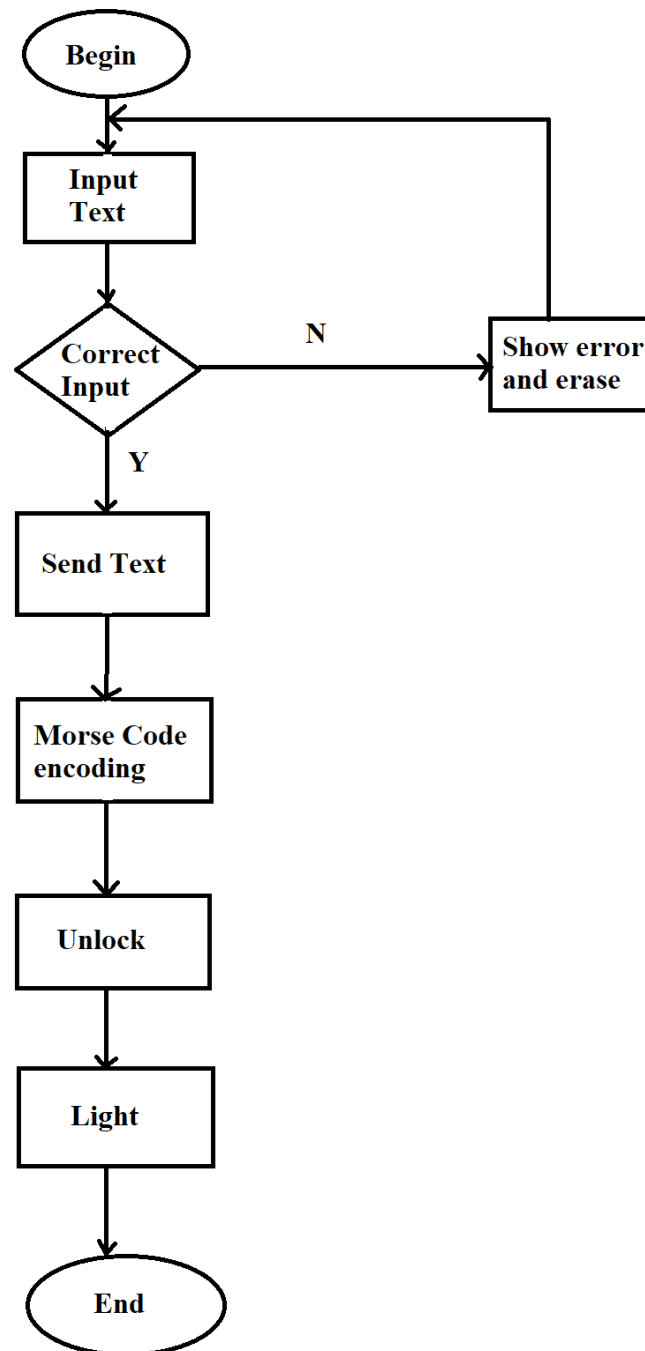 Begin
Input
Text
Correct
Input
N
Show error
and erase
Y
Send Text
Morse Code
encoding
Unlock
Light
End